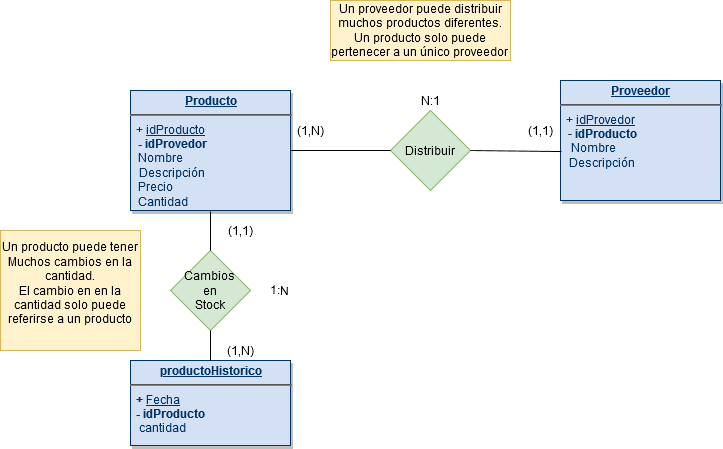 Un proveedor puede distribuir
muchos productos diferentes.
Un producto solo puede
pertenecer a un único proveedor
Producto
+ idProducto
- idProvedor
Nombre
Descripción
Precio
Cantidad
(1,N)
N:1
Distribuir
(1,1)
Proveedor
+ idProvedor
- idProducto
Nombre
Descripción
(1,1)
Un producto puede tener
Muchos cambios en la
cantidad.
El cambio en en la
cantidad solo puede
referirse a un producto
Cambios
en
Stock
1:N
(1,N)
productoHistorico
+ Fecha
- idProducto
cantidad